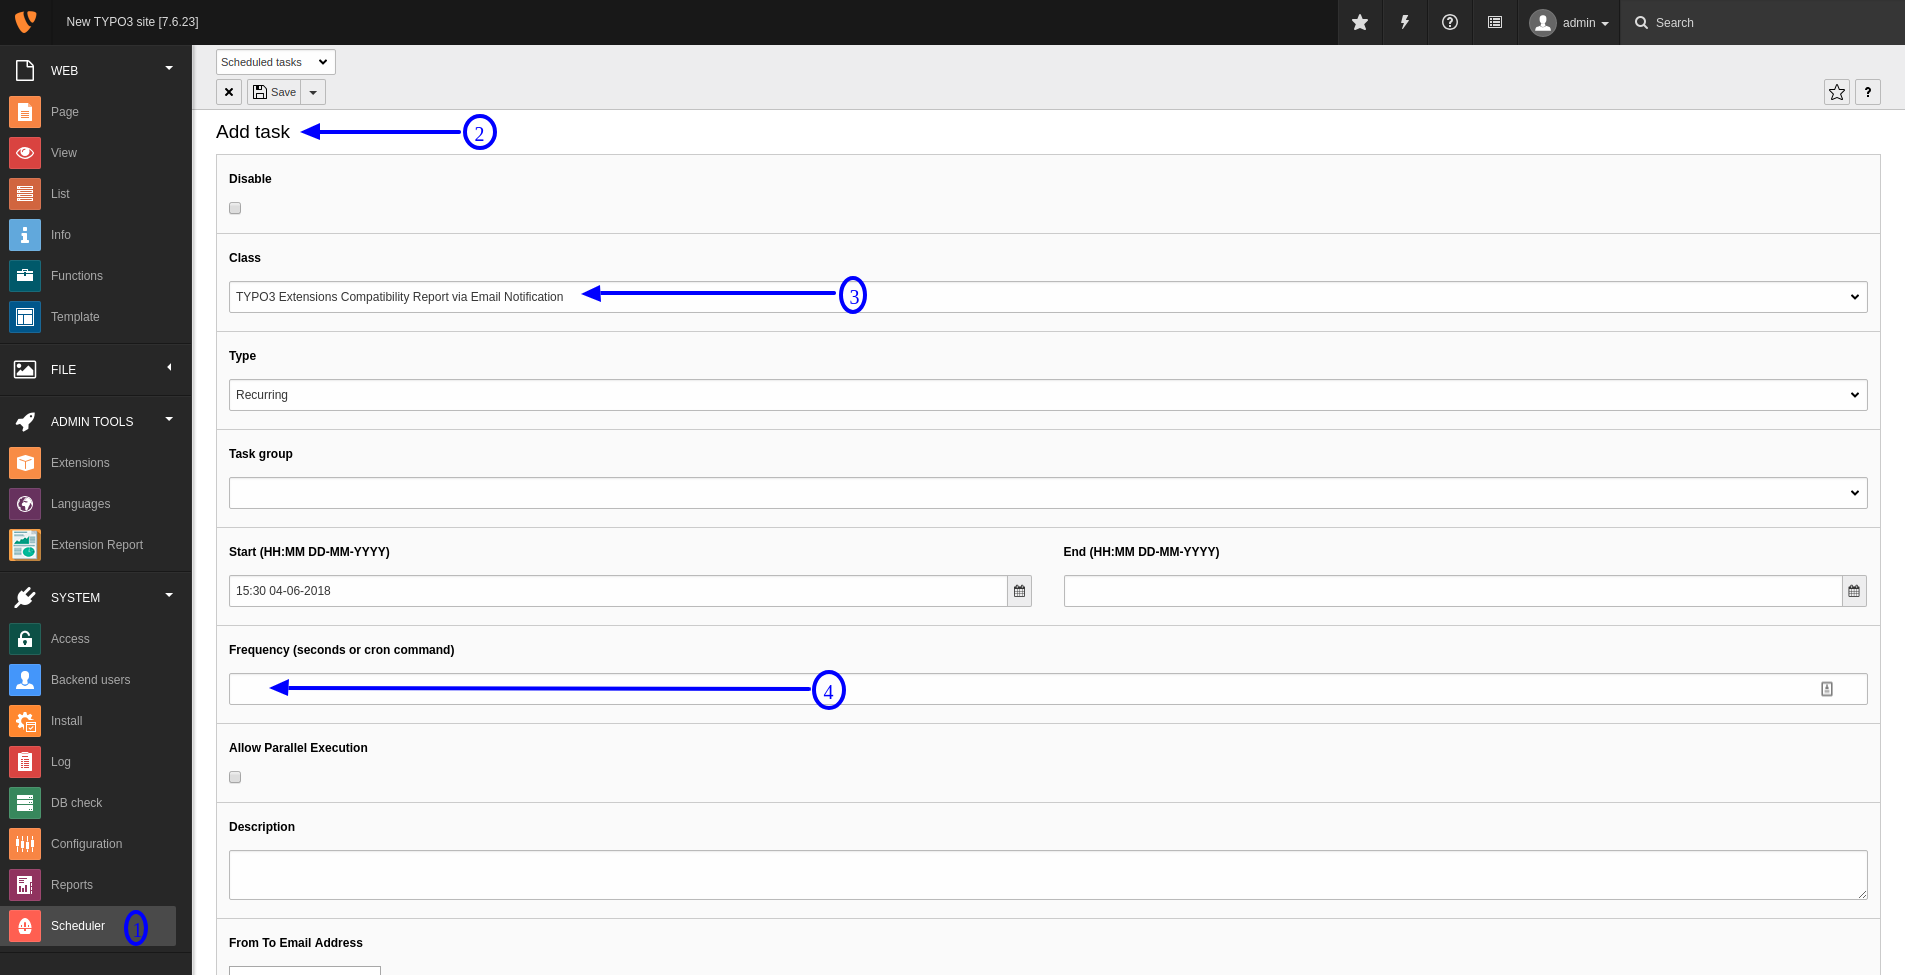 New TYPO3 site [7.6.23]
admin
Search
WEB
Page
View
List
Info
Functions
Template
FILE
ADMIN TOOLS
Extensions
Languages
Extension Report
SYSTEM
Access
Backend users
Install
Log
DB check
Configuration
Reports
Scheduler
1
Scheduled tasks
Save
?
Add task
2
Disable
Class
TYPO3 Extensions Compatibility Report via Email Notification
3
Type
Recurring
Task group
Start (HH:MM DD-MM-YYYY)
End (HH:MM DD-MM-YYYY)
15:30 04-06-2018
Frequency (seconds or cron command)
4
Allow Parallel Execution
Description
From To Email Address